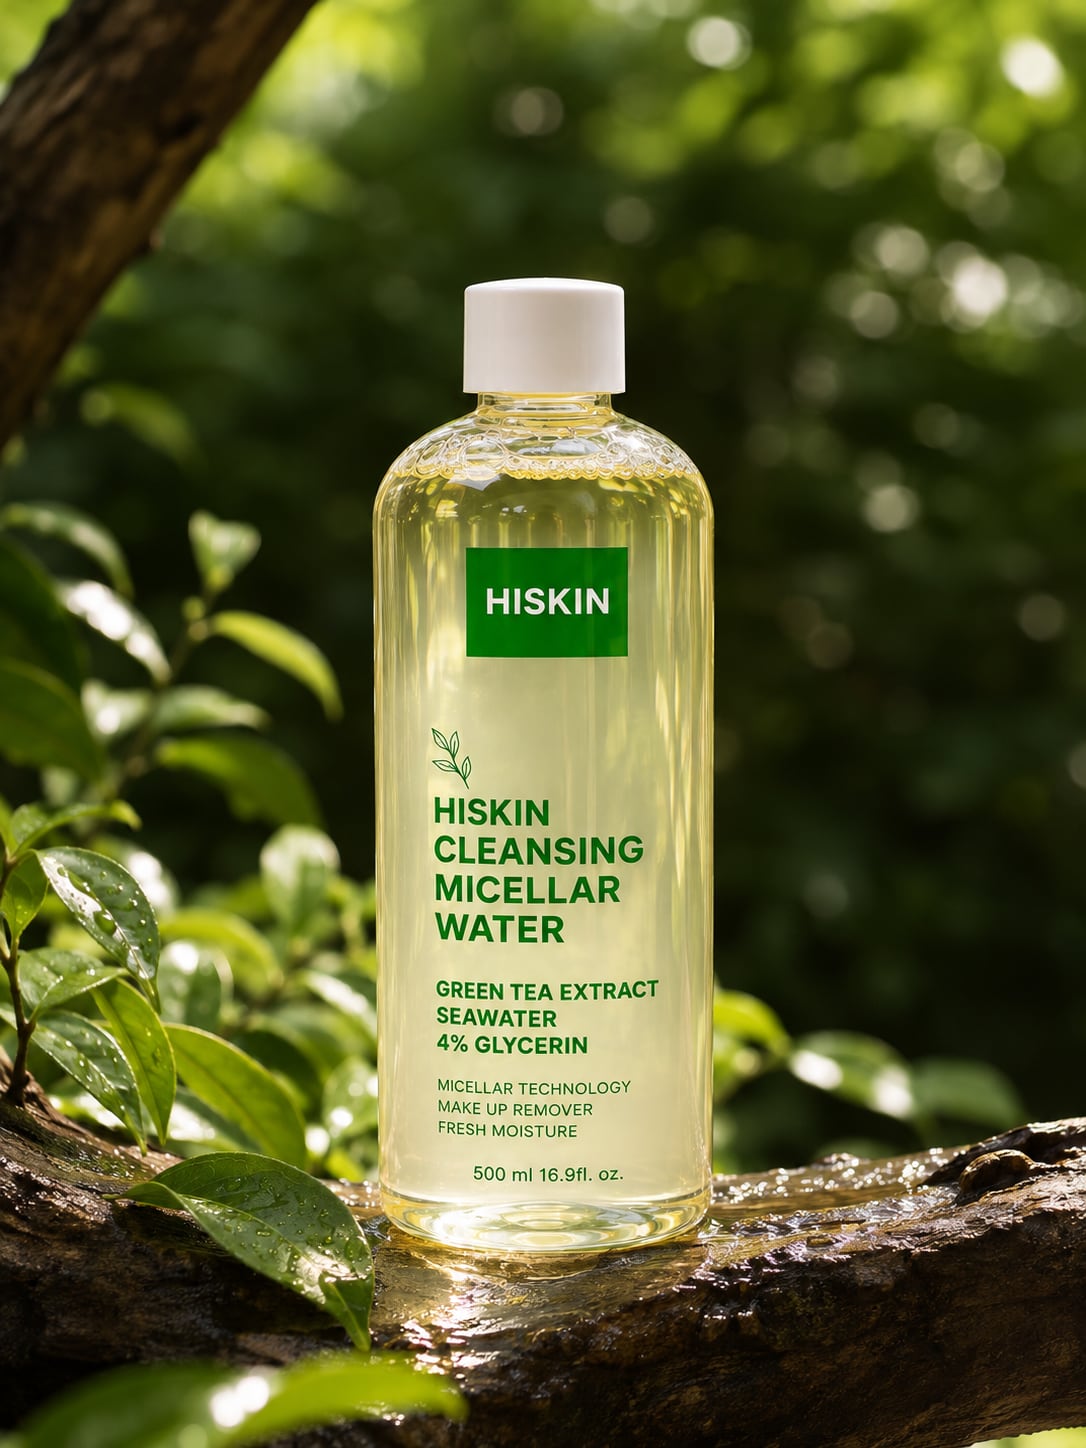 HISKIN
HISKIN
CLEANSING
MICELLAR
WATER
GREEN TEA EXTRACT
SEAWATER
4% GLYCERIN
MICELLAR TECHNOLOGY
MAKE UP REMOVER
FRESH MOISTURE
500 ml 16.9fl. oz.